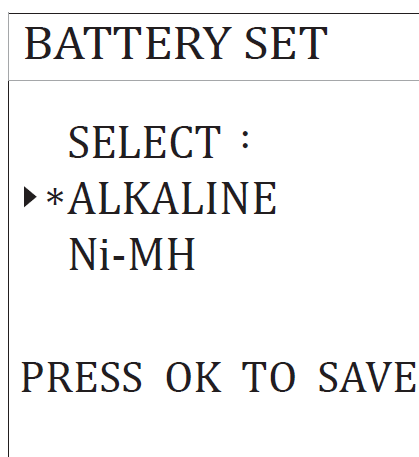 BATTERY SET
SELECT :
▶*ALKALINE
Ni-MH
PRESS OK TO SAVE